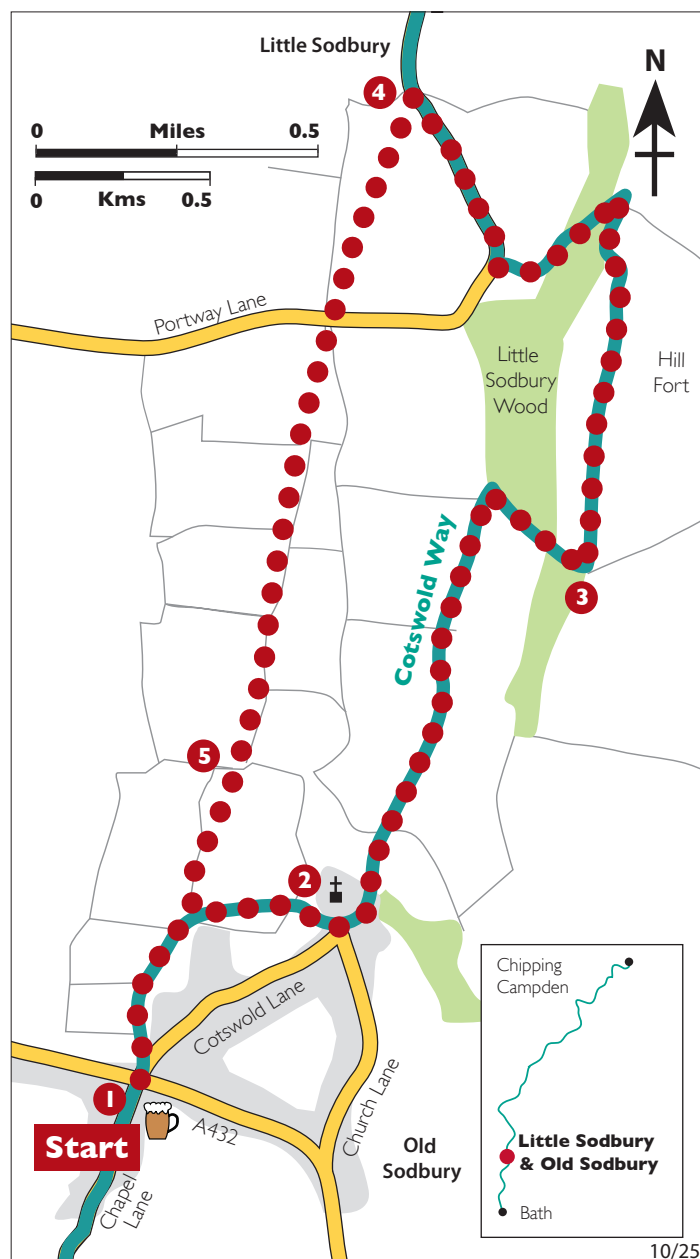 Little Sodbury
4
N
0 Miles 0.5
0 Kms 0.5
Portway Lane
Little
Sodbury
Wood
Hill
Fort
Cotswold Way
3
5
2
Cotswold Lane
Church Lane
1
Start
A432
Chapel
Lane
Old
Sodbury
Chipping
Campden
Little Sodbury
& Old Sodbury
Bath
10/25